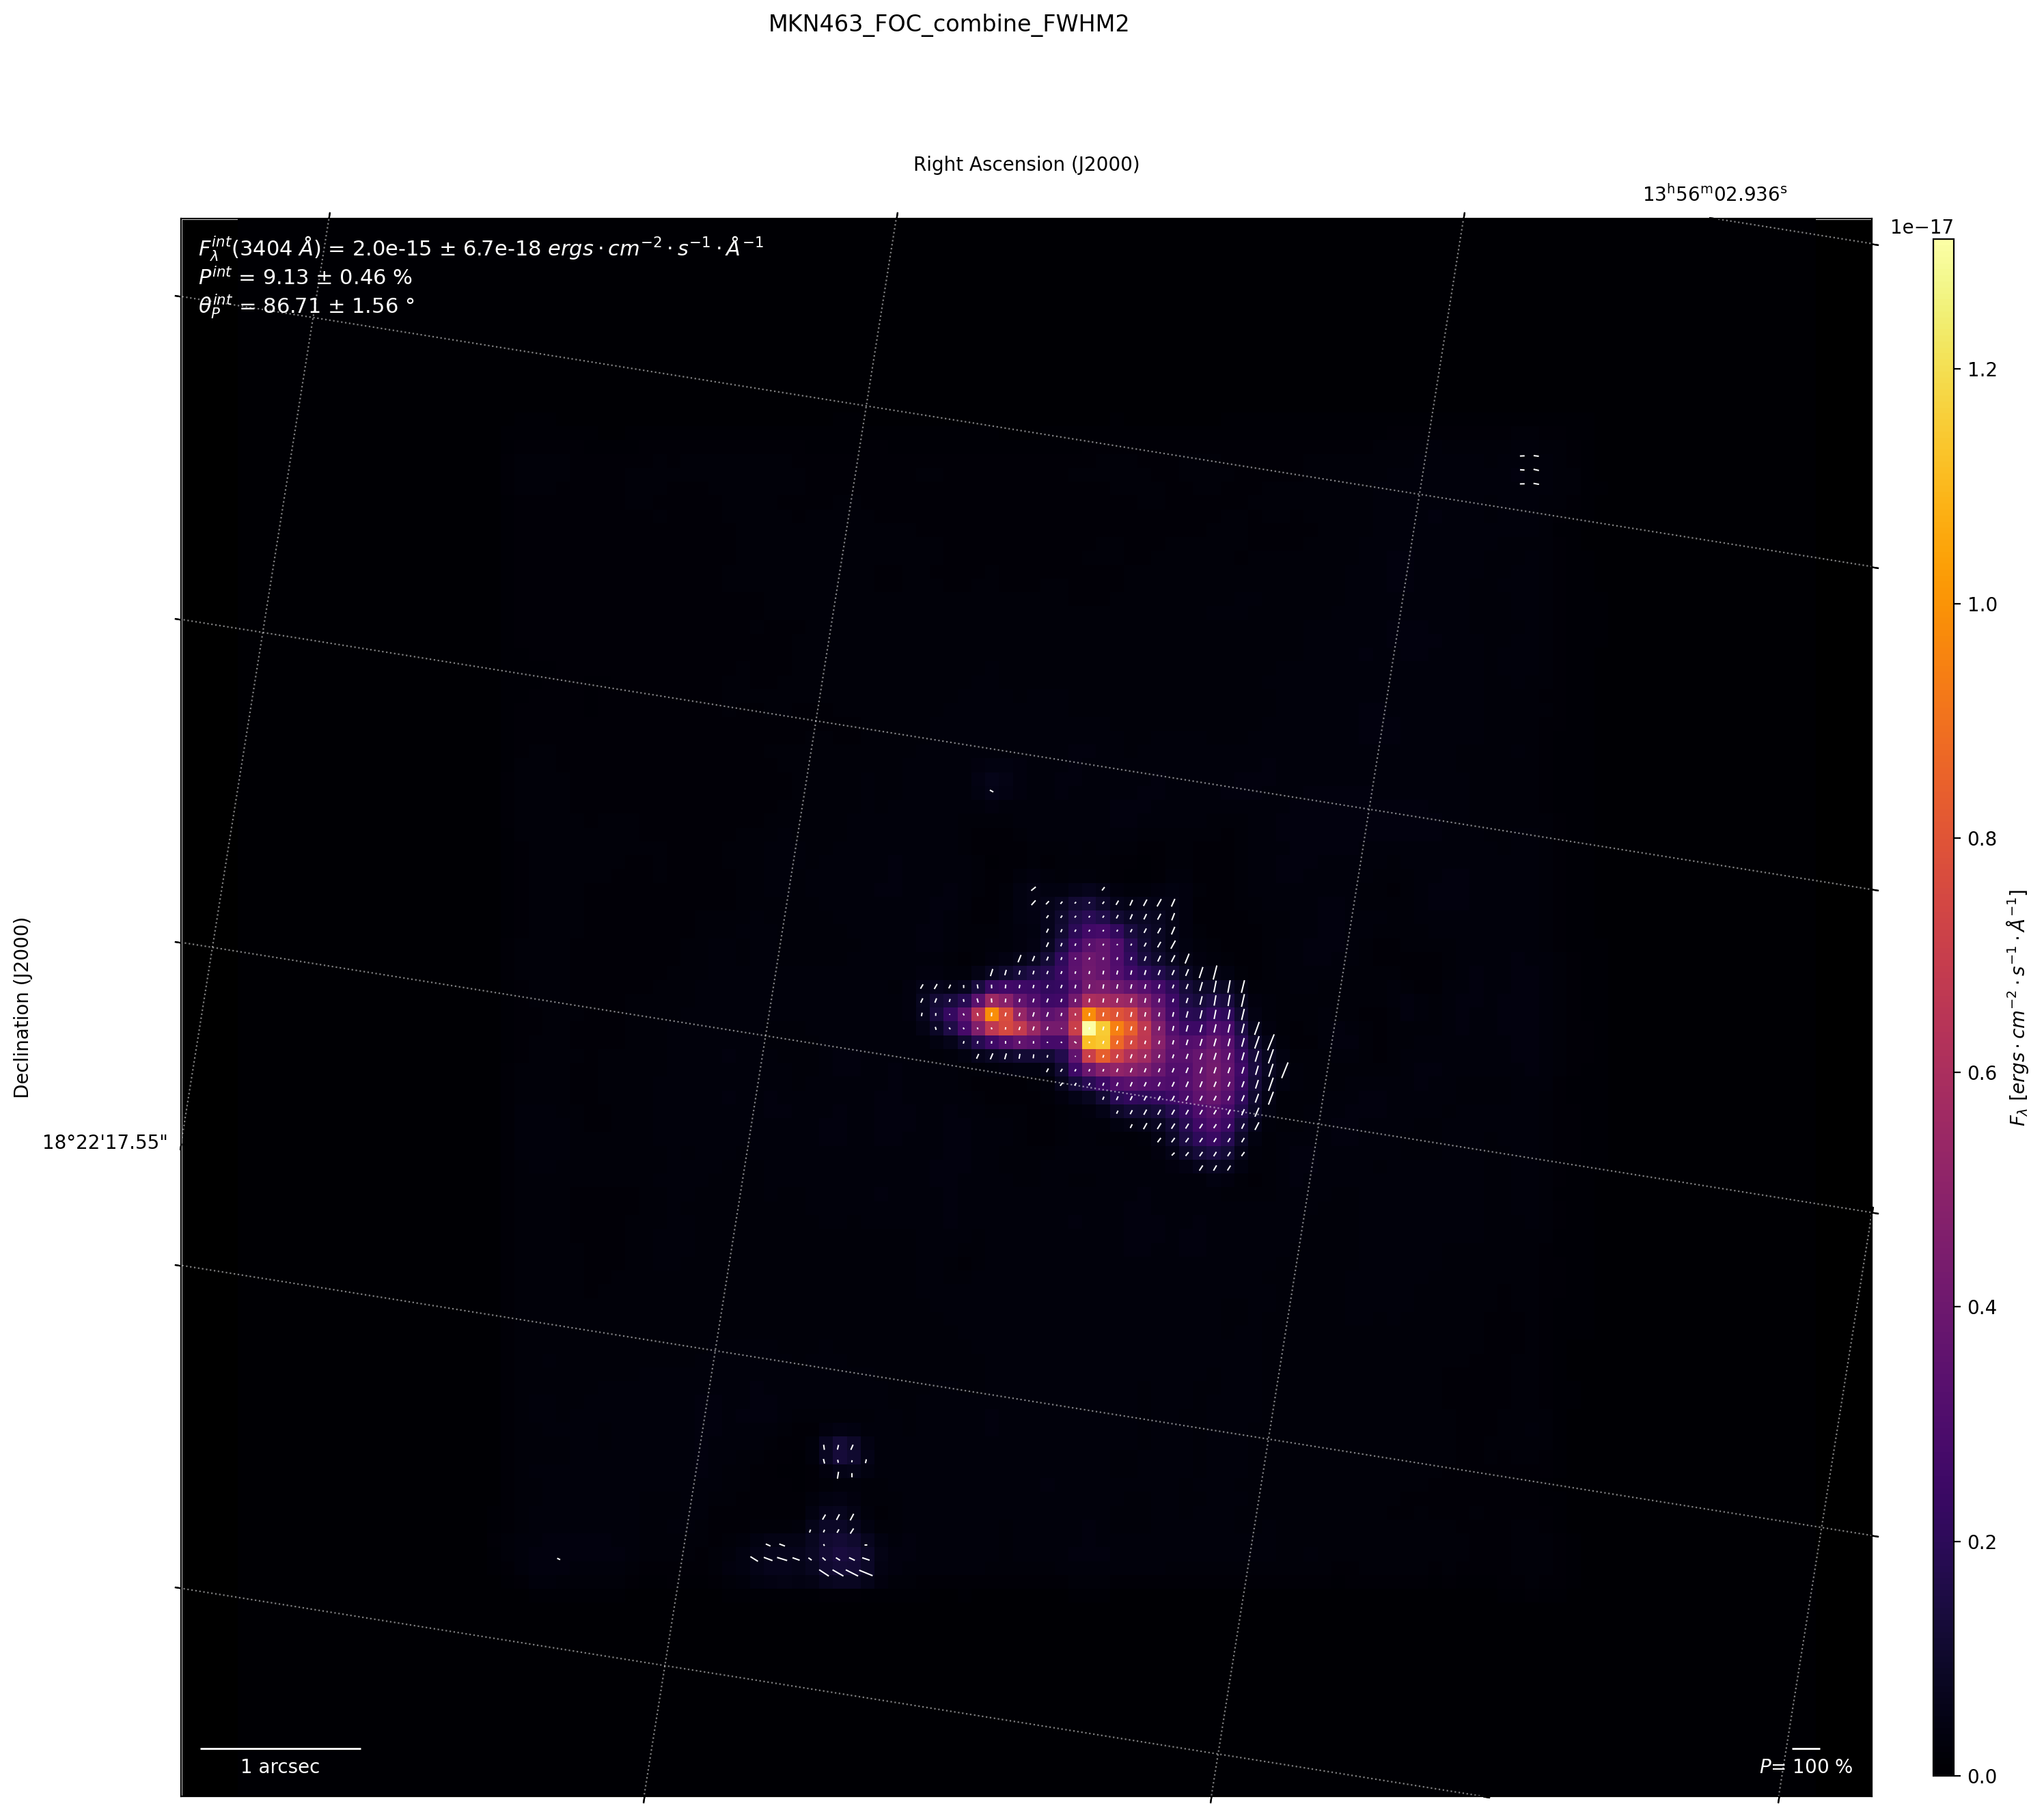 MKN463_FOC_combine_FWHM2
Right Ascension (J2000)
13ʰ56ᵐ02.936ˢ
1e−17
F_λ^int(3404 Å) = 2.0e-15 ± 6.7e-18 ergs·cm⁻²·s⁻¹·Å⁻¹
P^int = 9.13 ± 0.46 %
θ_P^int = 86.71 ± 1.56 °
1.2
1.0
0.8
0.6
0.4
0.2
0.0
F_λ [ergs·cm⁻²·s⁻¹·Å⁻¹]
Declination (J2000)
18°22'17.55"
1 arcsec
P= 100 %